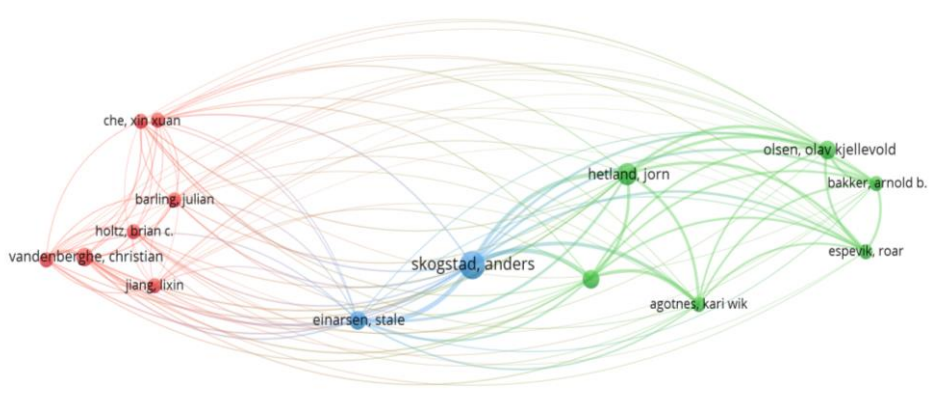 che, xin xuan
olsen, olav kjellevold
hetland, jorn
bakker, arnold b.
barling, julian
holtz, brian c.
espevik, roar
vandenberghe, christian
skogstad, anders
jiang, lixin
agotnes, kari wik
einarsen, stale